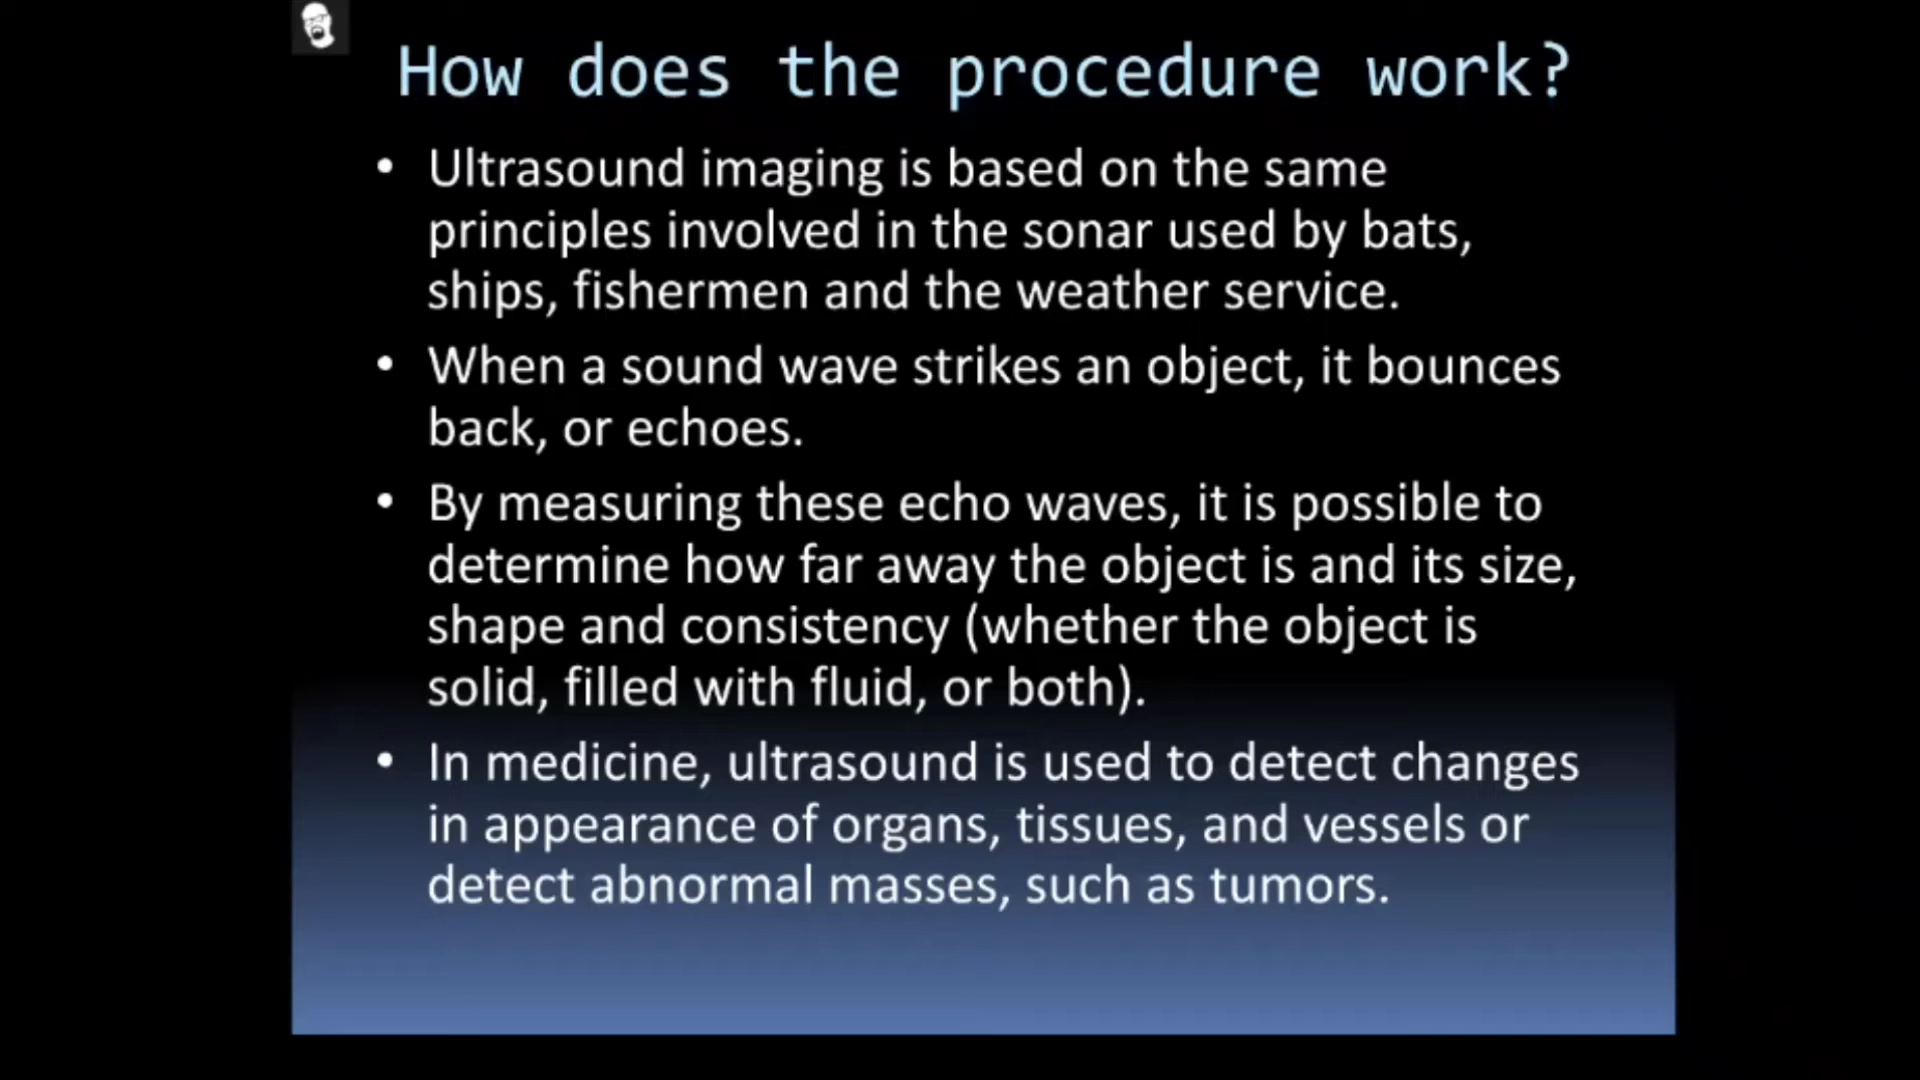 How does the procedure work?
• Ultrasound imaging is based on the same
principles involved in the sonar used by bats,
ships, fishermen and the weather service.
• When a sound wave strikes an object, it bounces
back, or echoes.
• By measuring these echo waves, it is possible to
determine how far away the object is and its size,
shape and consistency (whether the object is
solid, filled with fluid, or both).
• In medicine, ultrasound is used to detect changes
in appearance of organs, tissues, and vessels or
detect abnormal masses, such as tumors.